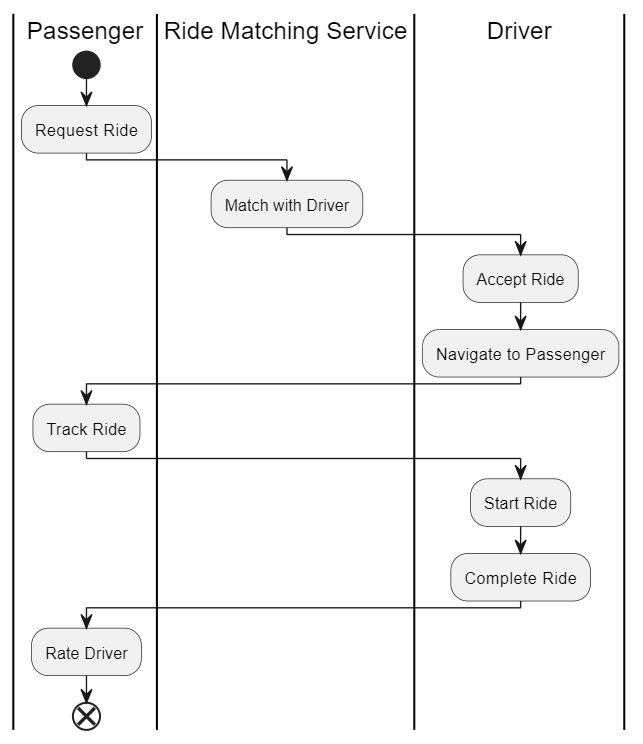 Passenger
Ride Matching Service
Driver
Request Ride
Match with Driver
Accept Ride
Navigate to Passenger
Track Ride
Start Ride
Complete Ride
Rate Driver